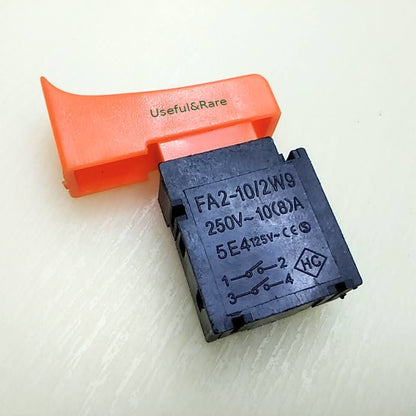 Useful&Rare
FA2-10/2W9
250V~10(8)A
5E4 125V~ CE
1 2
3 4
HC